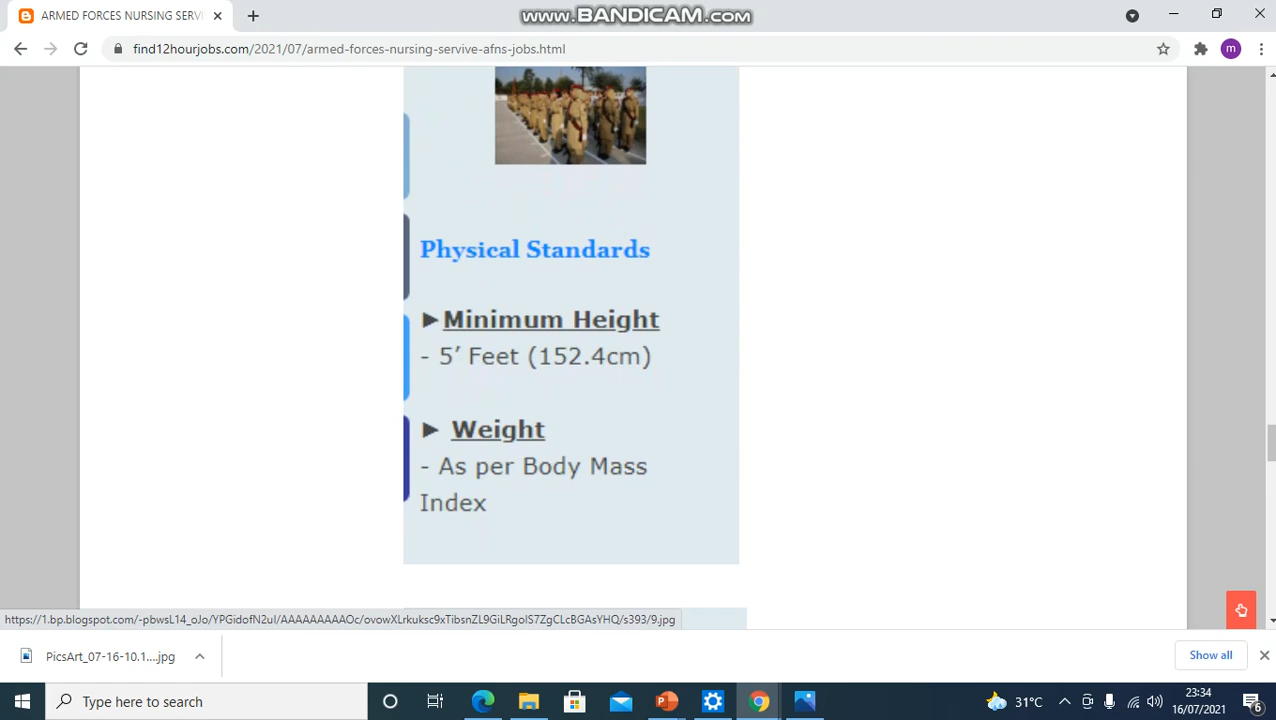 ARMED FORCES NURSING SERVI
www.BANDICAM.com
find12hourjobs.com/2021/07/armed-forces-nursing-servive-afns-jobs.html
m
Physical Standards
►Minimum Height
- 5’ Feet (152.4cm)
► Weight
- As per Body Mass
Index
https://1.bp.blogspot.com/-pbwsL14_oJo/YPGidofN2uI/AAAAAAAAAOc/ovowXLrkuksc9xTibsnZL9GiLRgoIS7ZgCLcBGAsYHQ/s393/9.jpg
PicsArt_07-16-10.1....jpg
Show all
Type here to search
31°C
23:34
16/07/2021
6